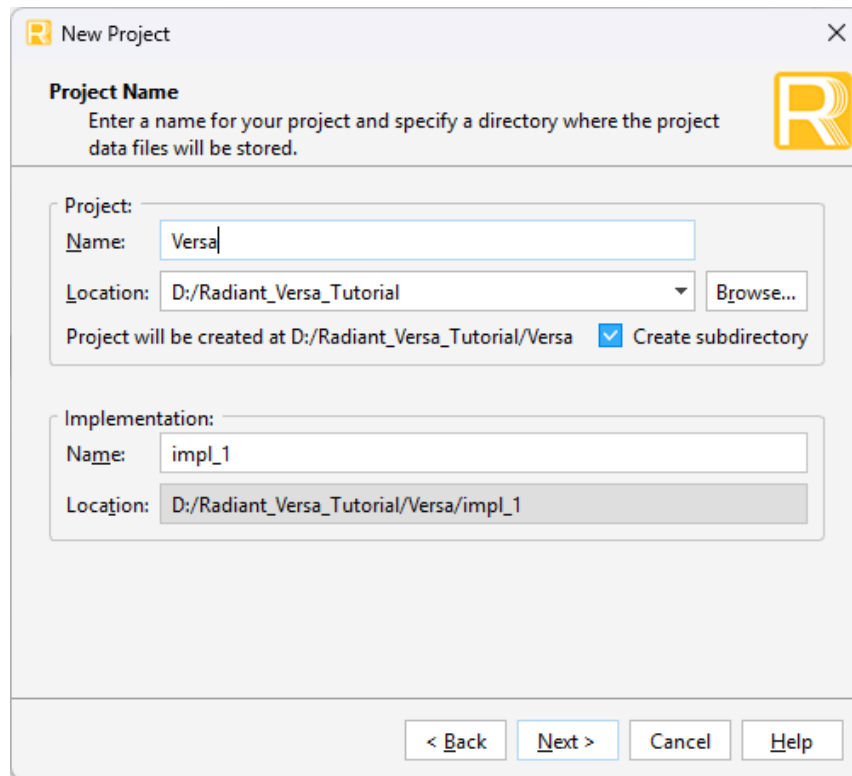 New Project
Project Name
Enter a name for your project and specify a directory where the project
data files will be stored.
Project:
Name: Versa
Location: D:/Radiant_Versa_Tutorial Browse...
Project will be created at D:/Radiant_Versa_Tutorial/Versa Create subdirectory
Implementation:
Name: impl_1
Location: D:/Radiant_Versa_Tutorial/Versa/impl_1
< Back Next > Cancel Help